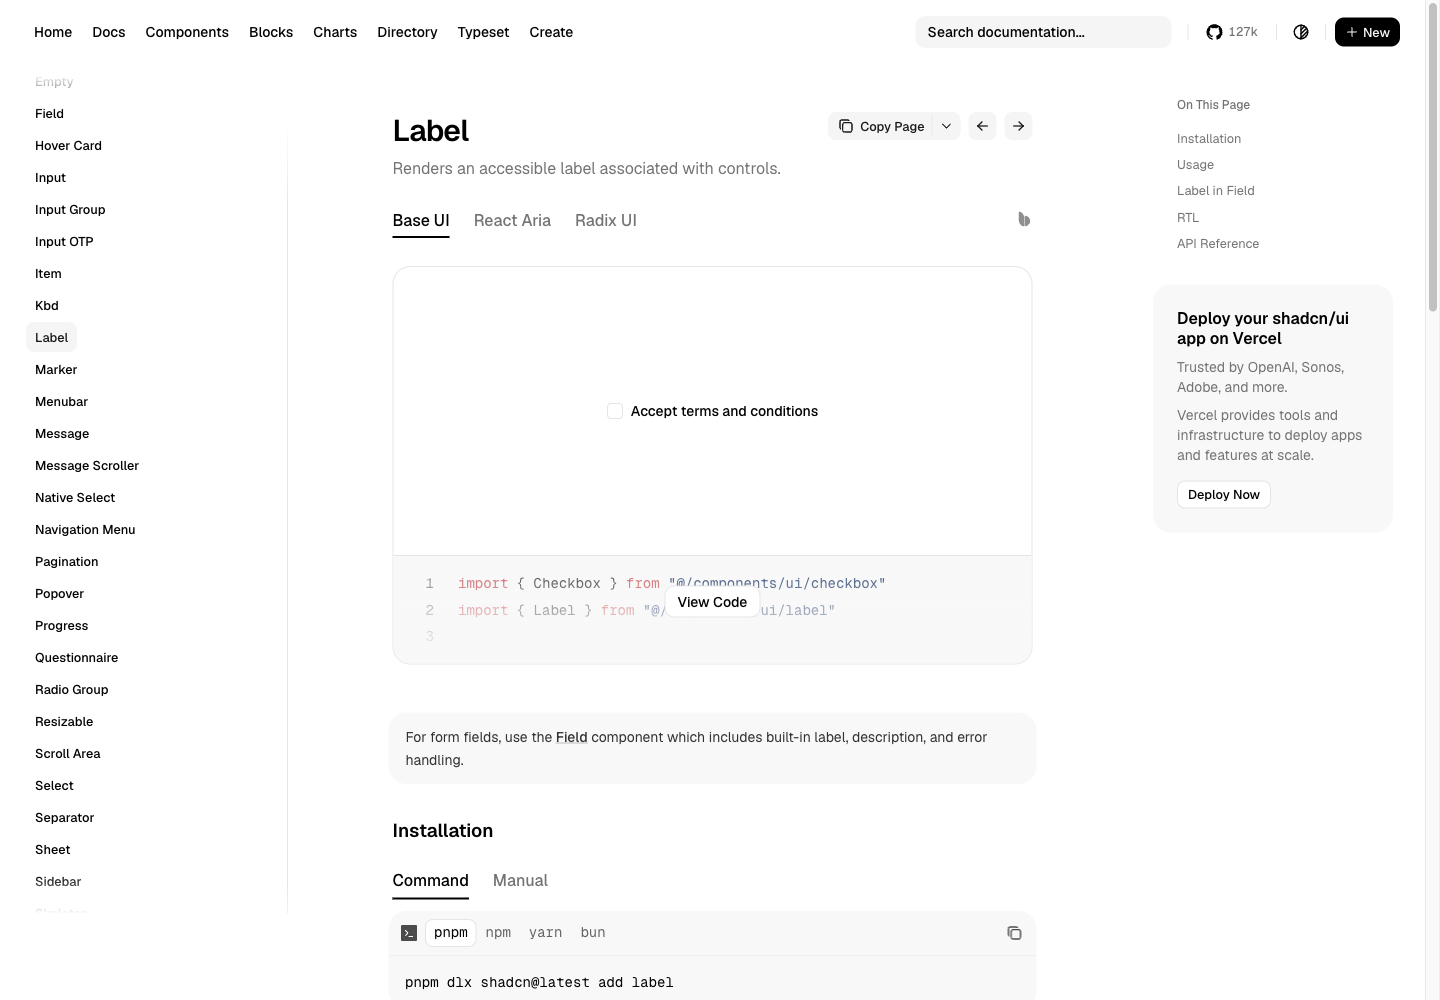 Home Docs Components Blocks Charts Directory Typeset Create
Search documentation...
127k
New
Empty
Field
Hover Card
Input
Input Group
Input OTP
Item
Kbd
Label
Marker
Menubar
Message
Message Scroller
Native Select
Navigation Menu
Pagination
Popover
Progress
Questionnaire
Radio Group
Resizable
Scroll Area
Select
Separator
Sheet
Sidebar
Label
Copy Page
Renders an accessible label associated with controls.
Base UI React Aria Radix UI
Accept terms and conditions
1 import { Checkbox } from "@/components/ui/checkbox"
2 import { Label } from "@/ ui/label"
3
View Code
For form fields, use the Field component which includes built-in label, description, and error
handling.
Installation
Command Manual
pnpm npm yarn bun
pnpm dlx shadcn@latest add label
On This Page
Installation
Usage
Label in Field
RTL
API Reference
Deploy your shadcn/ui
app on Vercel
Trusted by OpenAI, Sonos,
Adobe, and more.
Vercel provides tools and
infrastructure to deploy apps
and features at scale.
Deploy Now